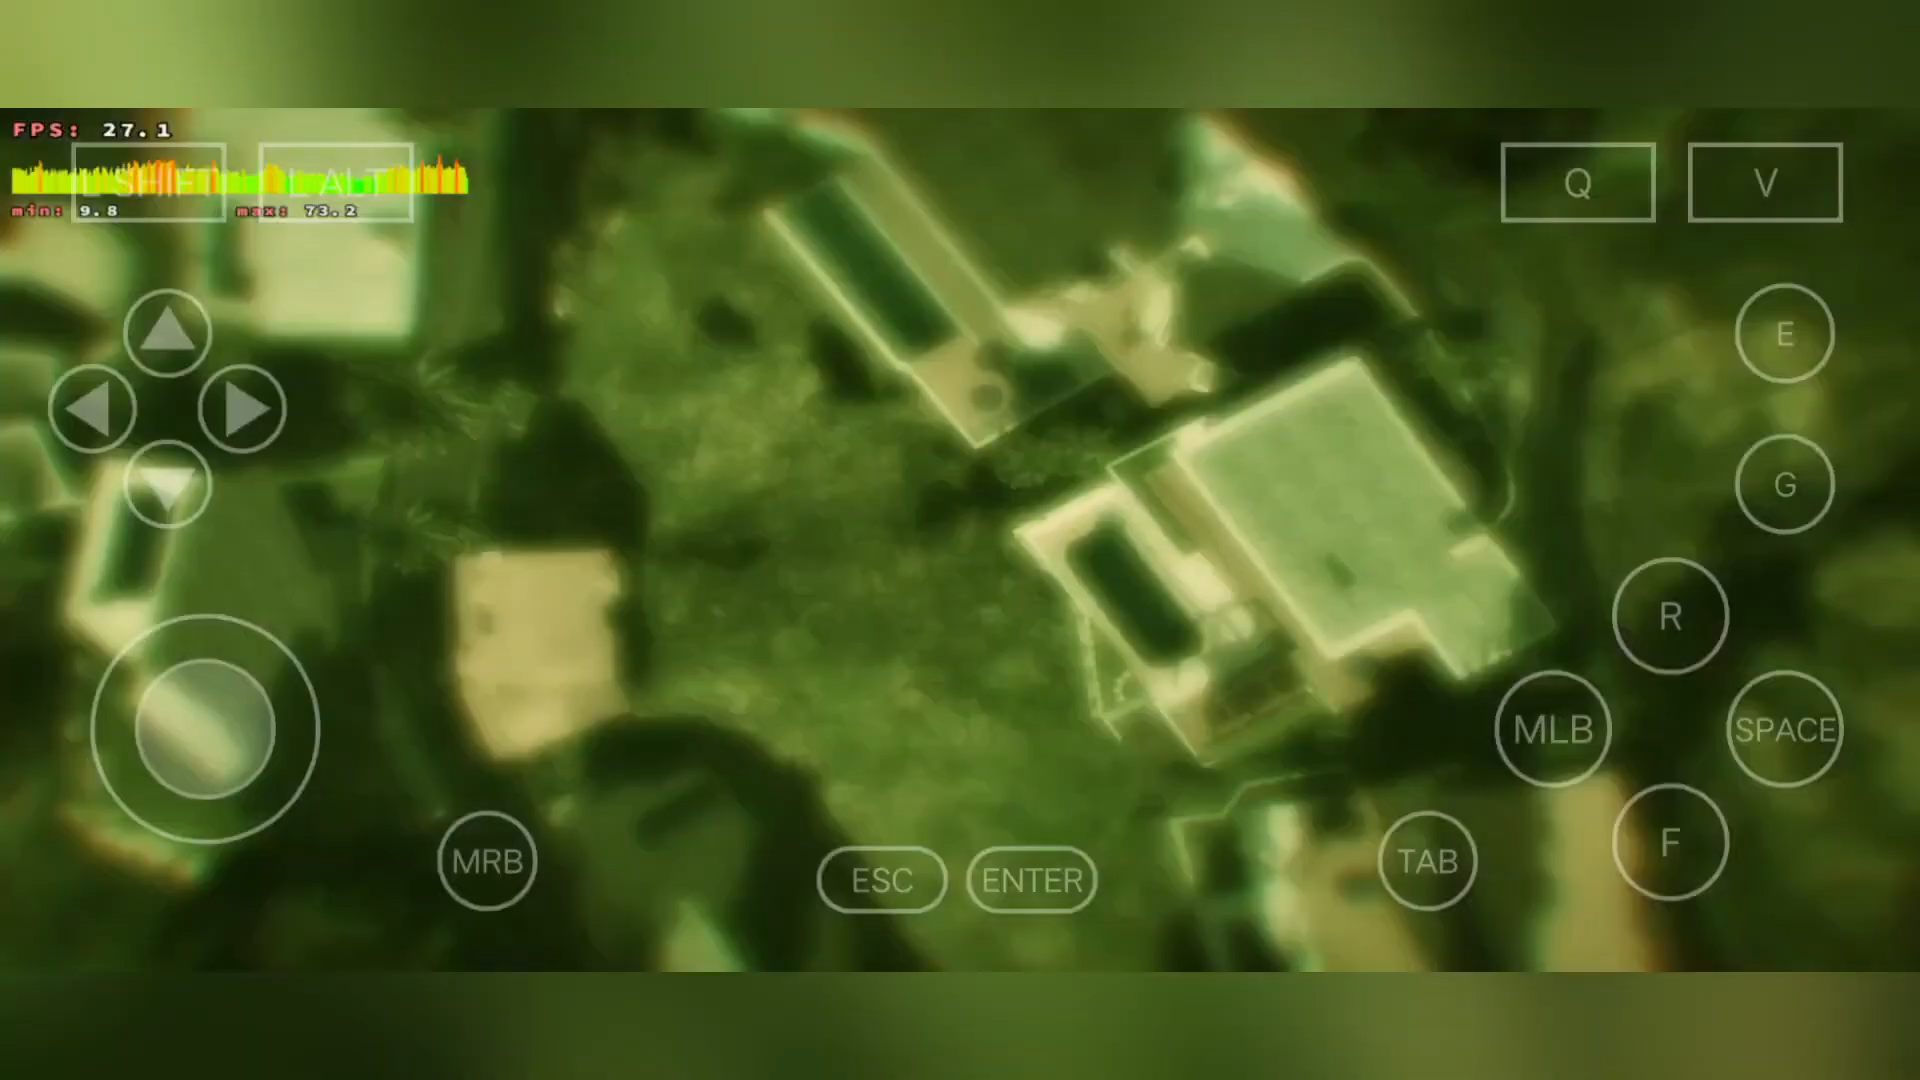 FPS: 27.1
L SHIFT
L ALT
min: 9.8 max: 73.2
Q
V
E
G
R
MLB
SPACE
MRB
ESC
ENTER
TAB
F